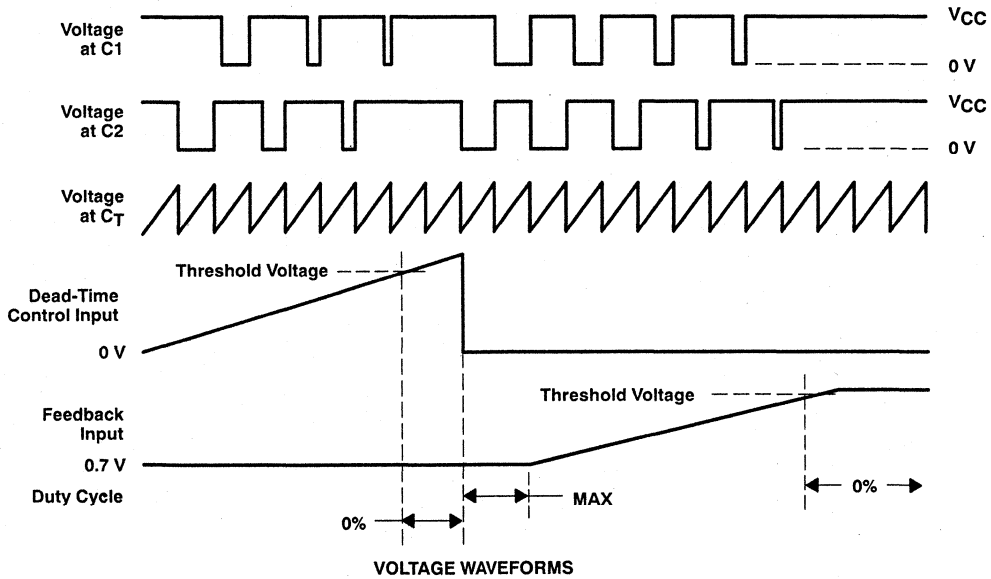 Voltage
at C1
VCC
0 V
Voltage
at C2
VCC
0 V
Voltage
at CT
Threshold Voltage
Dead-Time
Control Input
0 V
Threshold Voltage
Feedback
Input
0.7 V
Duty Cycle
MAX
0%
0%
VOLTAGE WAVEFORMS